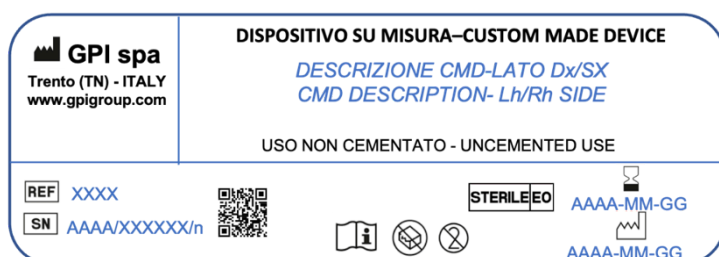 GPI spa
Trento (TN) - ITALY
www.gpigroup.com
DISPOSITIVO SU MISURA–CUSTOM MADE DEVICE
DESCRIZIONE CMD-LATO Dx/SX
CMD DESCRIPTION- Lh/Rh SIDE
USO NON CEMENTATO - UNCEMENTED USE
REF XXXX
SN AAAA/XXXXXX/n
STERILE EO
AAAA-MM-GG
AAAA-MM-GG